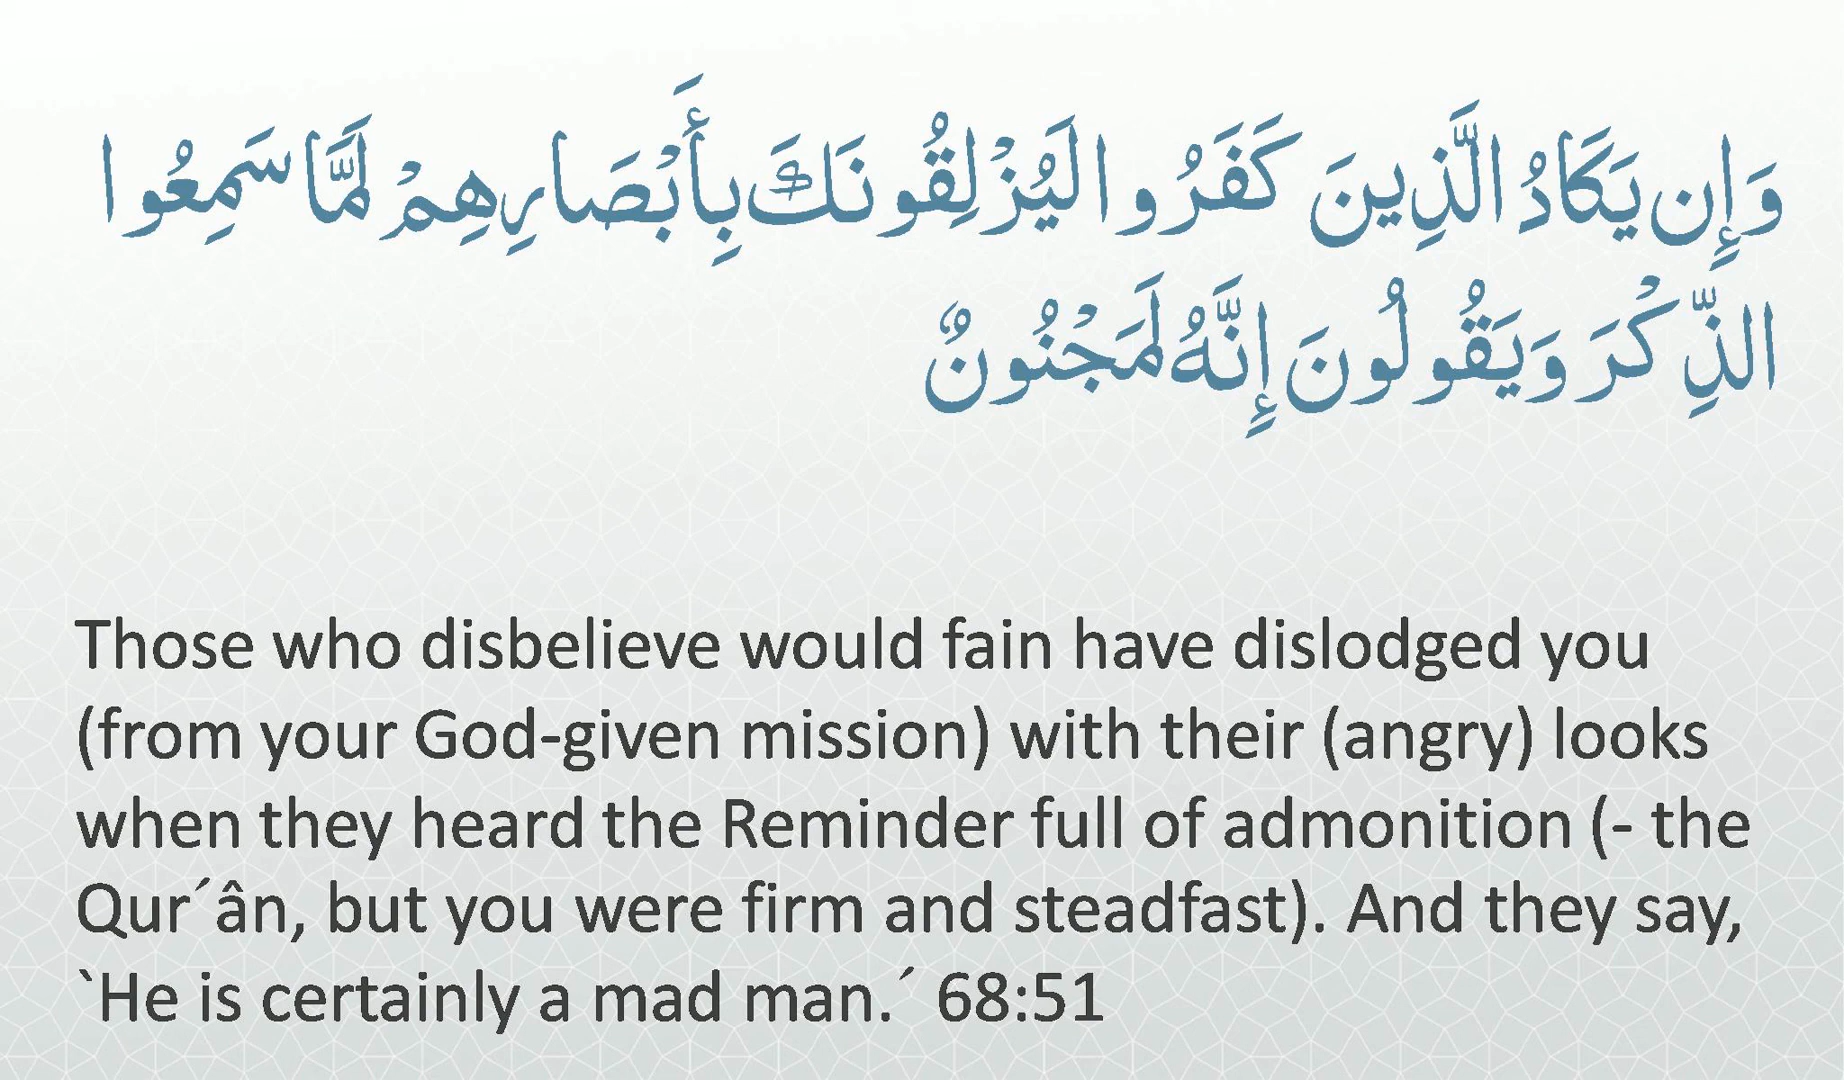 وَإِن يَكَادُ الَّذِينَ كَفَرُوا لَيُزْلِقُونَكَ بِأَبْصَارِهِمْ لَمَّا سَمِعُوا
الذِّكْرَ وَيَقُولُونَ إِنَّهُ لَمَجْنُونٌ
Those who disbelieve would fain have dislodged you
(from your God-given mission) with their (angry) looks
when they heard the Reminder full of admonition (- the
Qur´ân, but you were firm and steadfast). And they say,
`He is certainly a mad man.´ 68:51